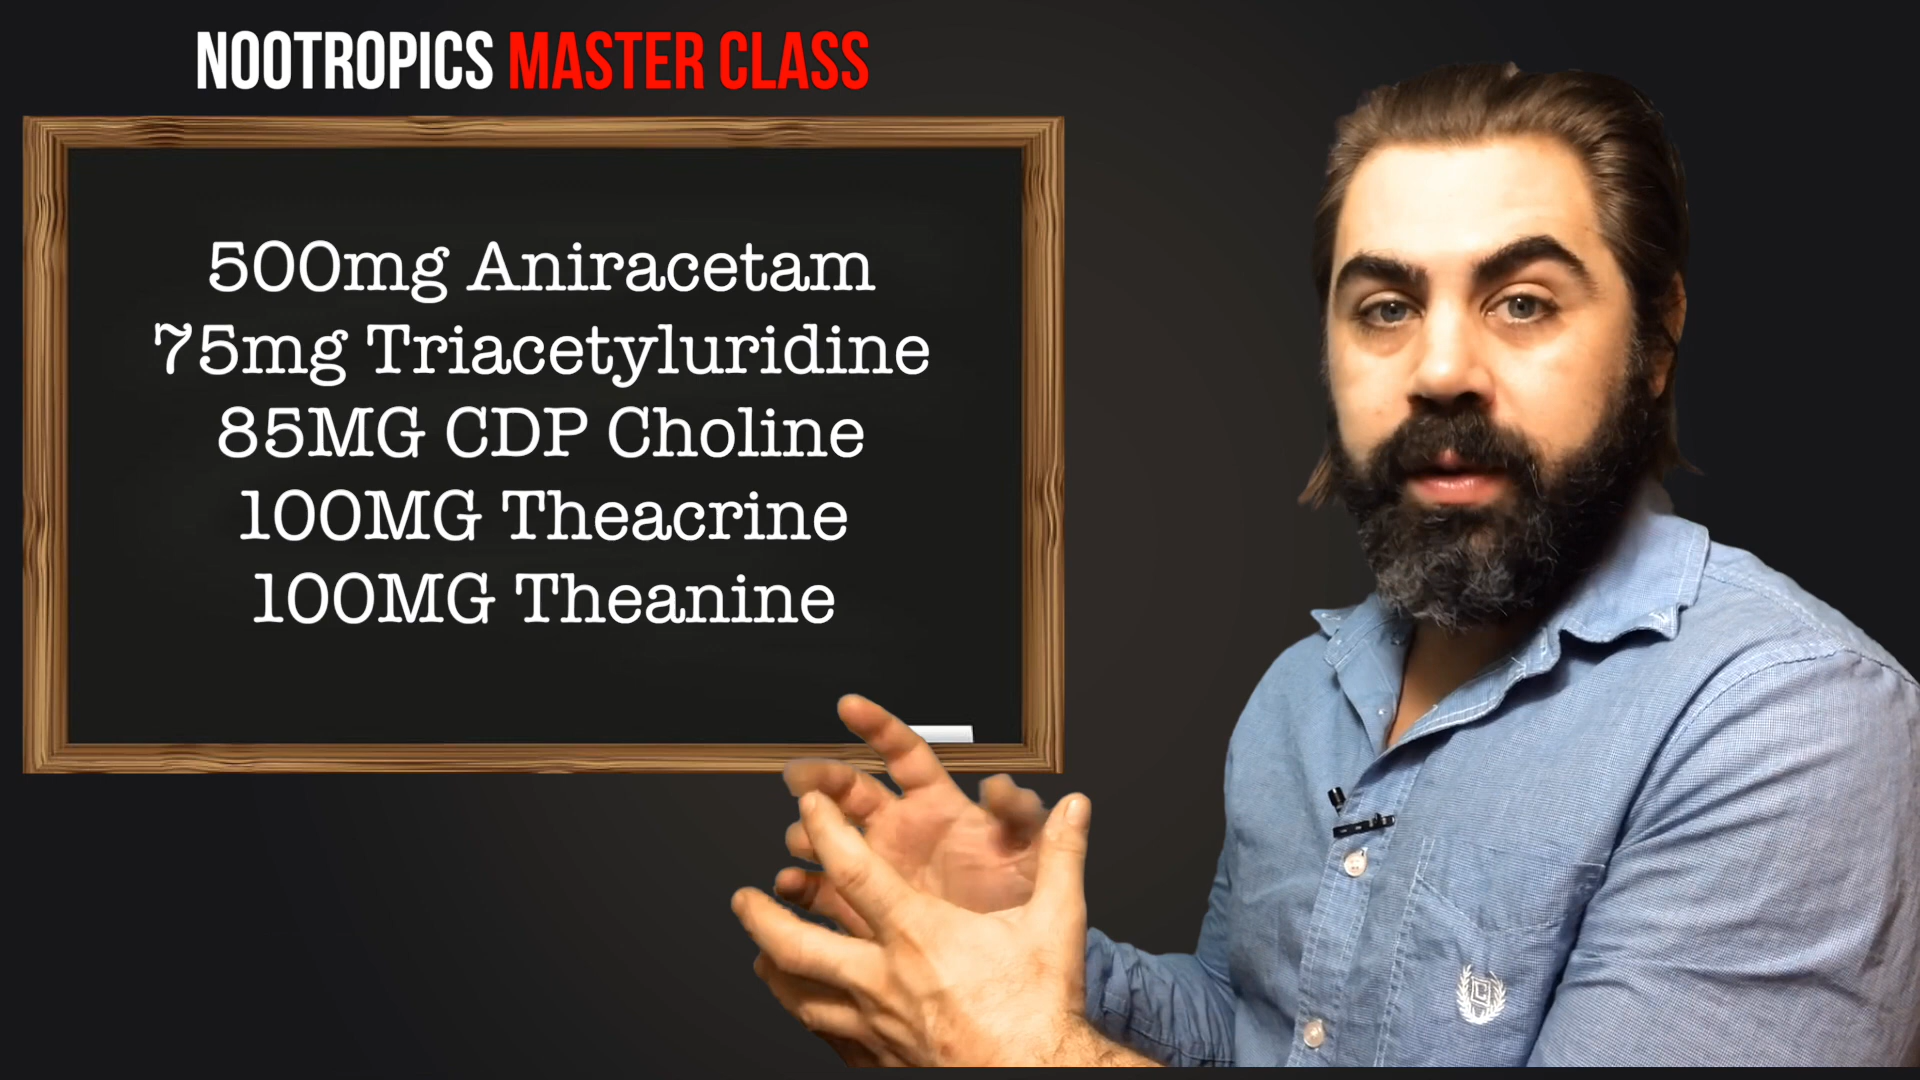 NOOTROPICS MASTER CLASS
500mg Aniracetam
75mg Triacetyluridine
85MG CDP Choline
100MG Theacrine
100MG Theanine